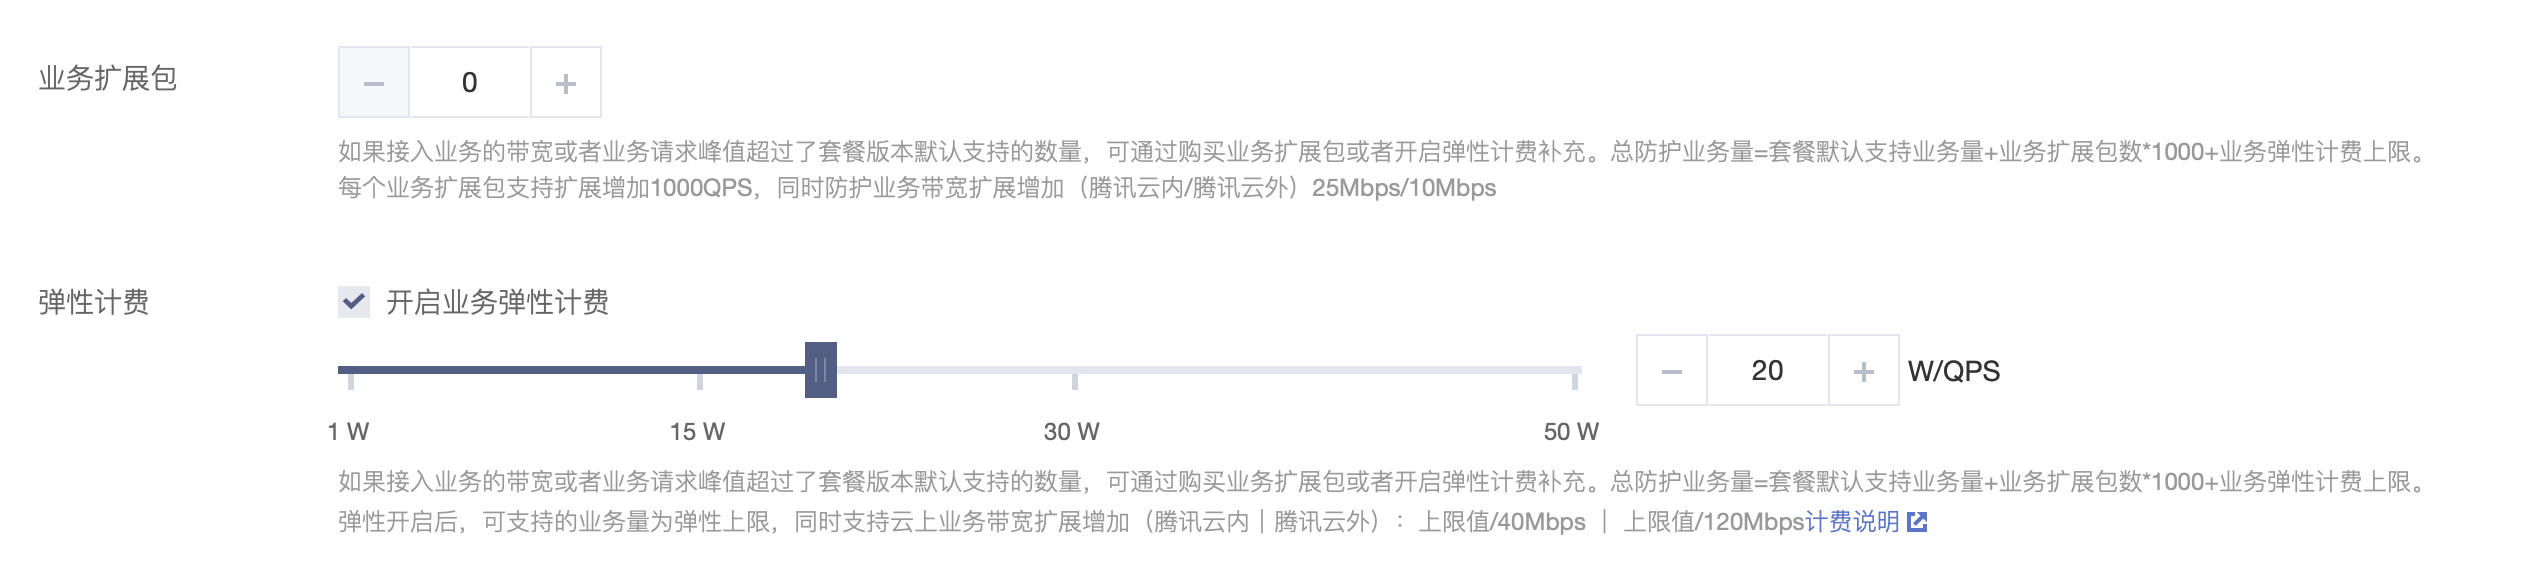 业务扩展包
0
如果接入业务的带宽或者业务请求峰值超过了套餐版本默认支持的数量，可通过购买业务扩展包或者开启弹性计费补充。总防护业务量=套餐默认支持业务量+业务扩展包数*1000+业务弹性计费上限。
每个业务扩展包支持扩展增加1000QPS，同时防护业务带宽扩展增加（腾讯云内/腾讯云外）25Mbps/10Mbps
弹性计费
开启业务弹性计费
20 W/QPS
1 W 15 W 30 W 50 W
如果接入业务的带宽或者业务请求峰值超过了套餐版本默认支持的数量，可通过购买业务扩展包或者开启弹性计费补充。总防护业务量=套餐默认支持业务量+业务扩展包数*1000+业务弹性计费上限。
弹性开启后，可支持的业务量为弹性上限，同时支持云上业务带宽扩展增加（腾讯云内｜腾讯云外）：上限值/40Mbps ｜ 上限值/120Mbps计费说明